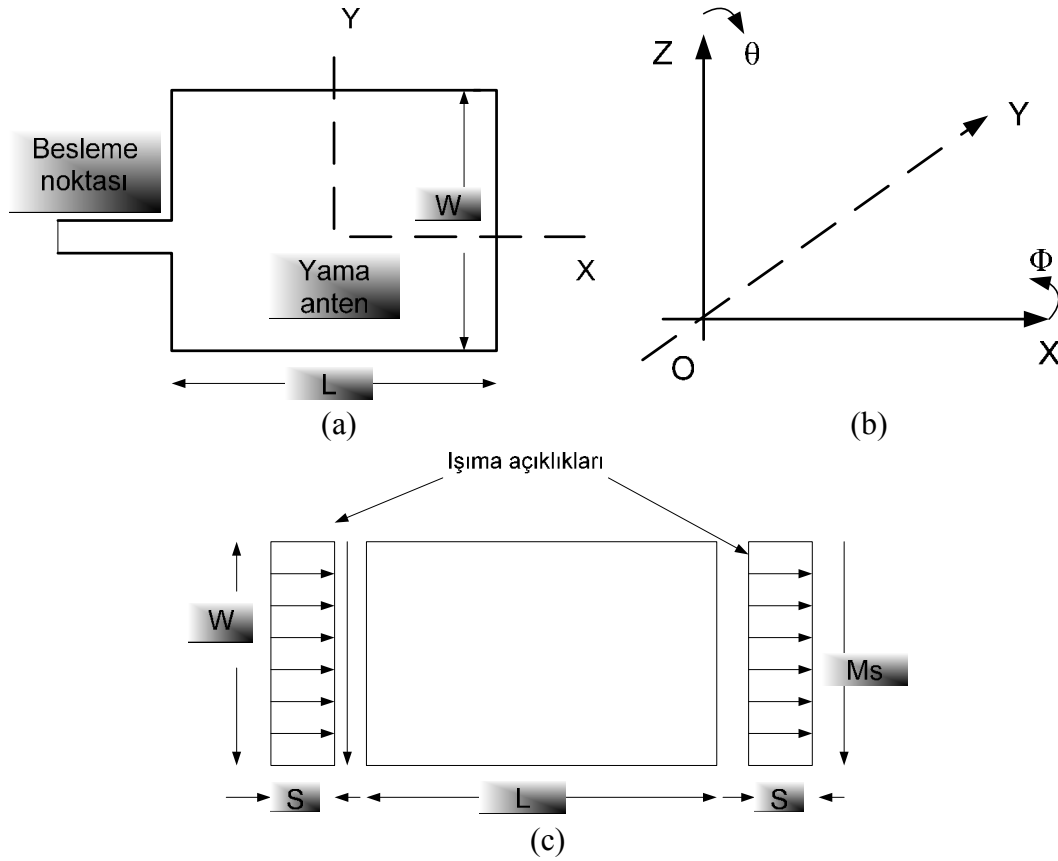 Y
Besleme
noktası
W
X
Yama
anten
L
(a)
Z
θ
Y
Φ
X
O
(b)
Işıma açıklıkları
W
Ms
S
L
S
(c)